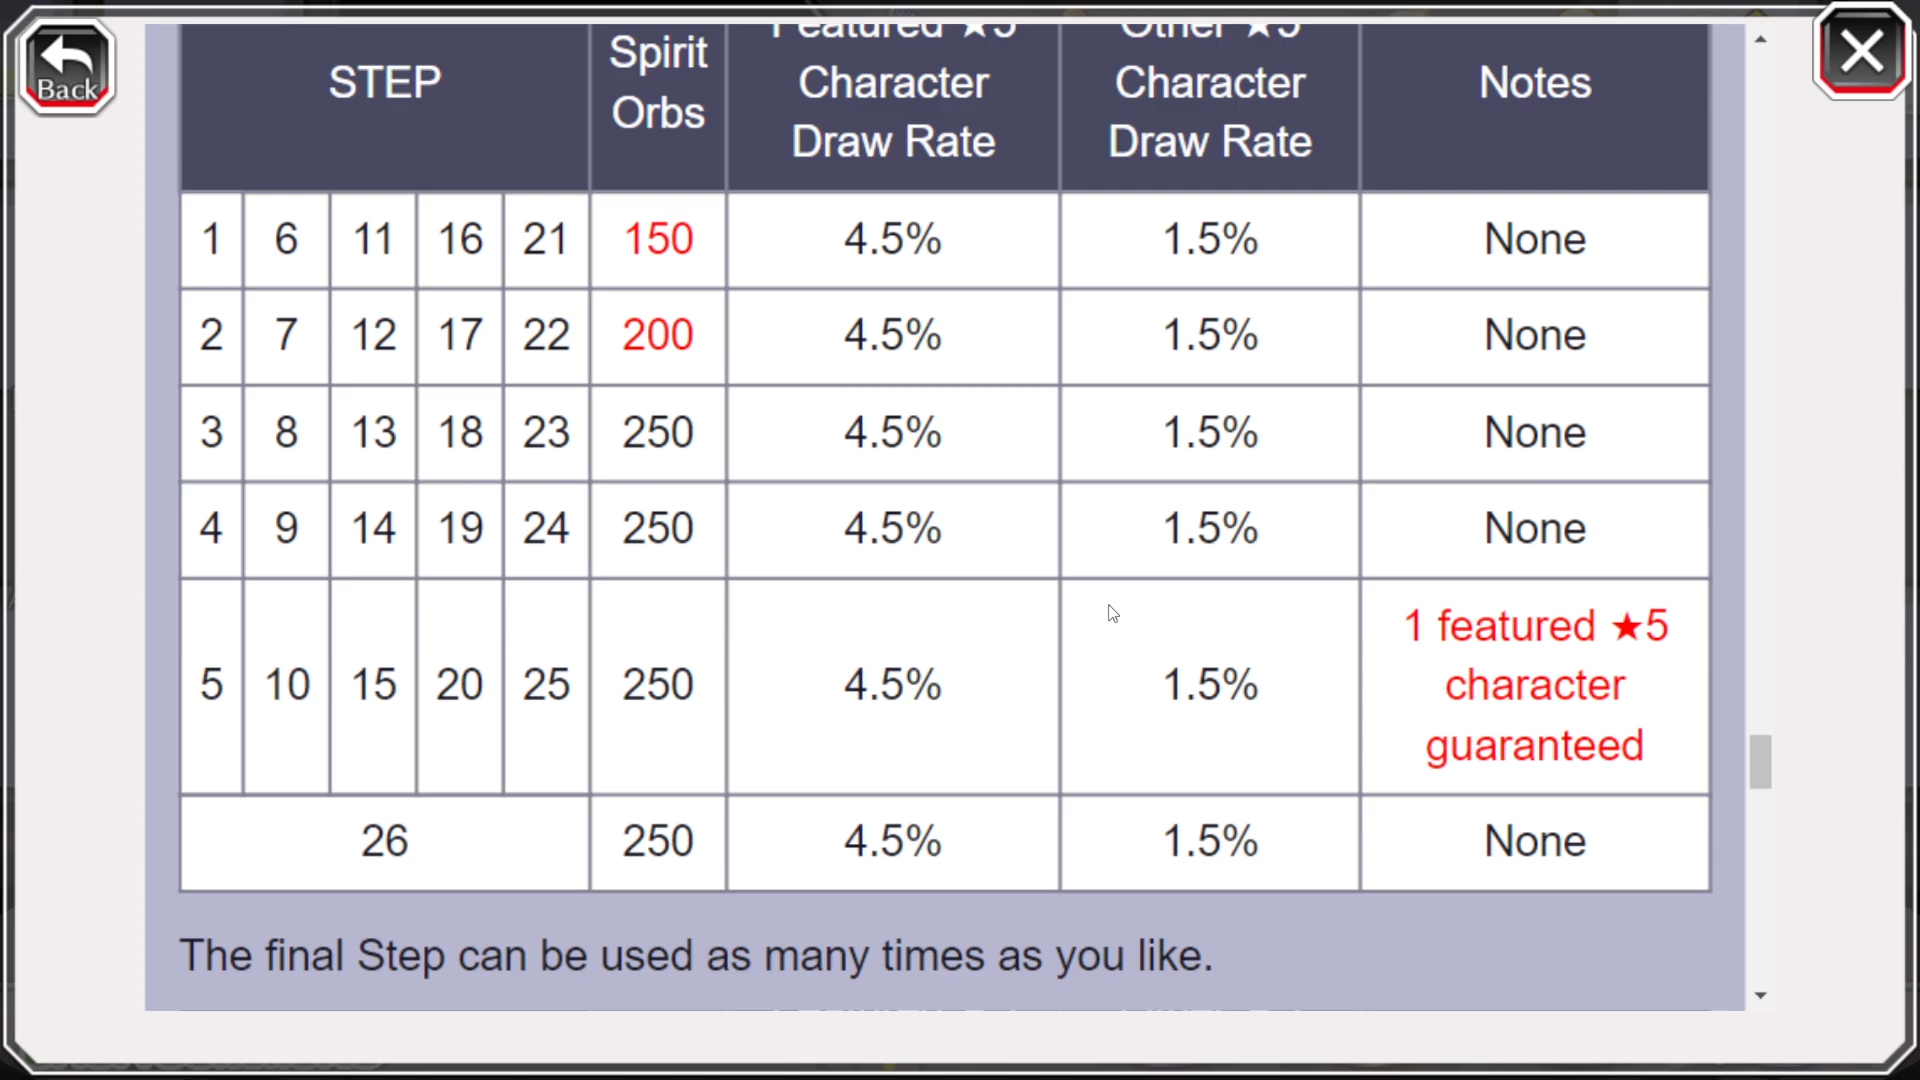 Back
STEP
Spirit Orbs
Featured ★5 Character Draw Rate
Other ★5 Character Draw Rate
Notes
1 6 11 16 21 150 4.5% 1.5% None
2 7 12 17 22 200 4.5% 1.5% None
3 8 13 18 23 250 4.5% 1.5% None
4 9 14 19 24 250 4.5% 1.5% None
5 10 15 20 25 250 4.5% 1.5% 1 featured ★5 character guaranteed
26 250 4.5% 1.5% None
The final Step can be used as many times as you like.